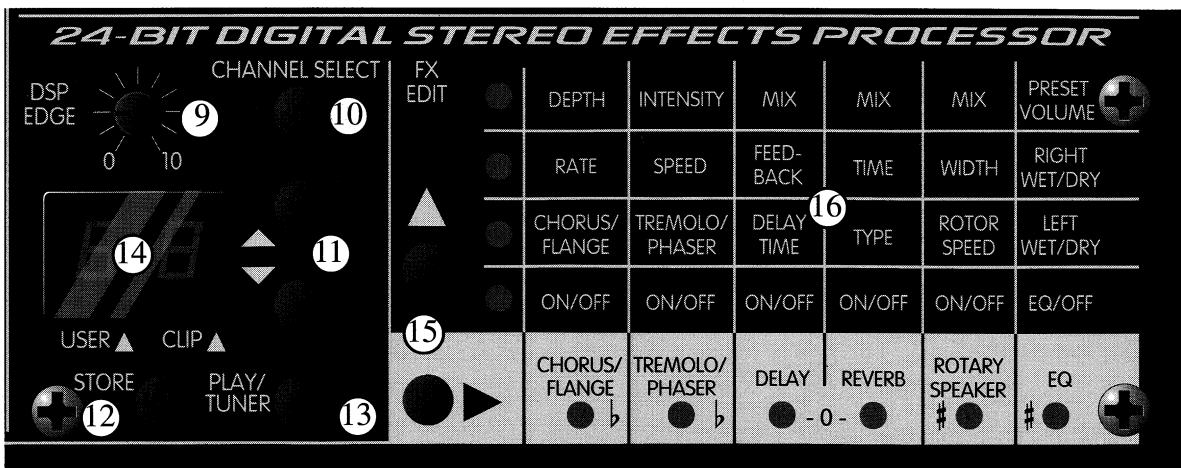 24-BIT DIGITAL STEREO EFFECTS PROCESSOR
DSP
EDGE
9
0 10
CHANNEL SELECT
10
11
14
USER ▲ CLIP ▲
STORE
12
PLAY/
TUNER
13
FX
EDIT
15
DEPTH INTENSITY MIX MIX MIX PRESET
VOLUME
RATE SPEED FEED-
BACK TIME WIDTH RIGHT
WET/DRY
16
CHORUS/
FLANGE TREMOLO/
PHASER DELAY
TIME TYPE ROTOR
SPEED LEFT
WET/DRY
ON/OFF ON/OFF ON/OFF ON/OFF ON/OFF EQ/OFF
CHORUS/
FLANGE TREMOLO/
PHASER DELAY REVERB ROTARY
SPEAKER EQ
♭ ♭ - 0 - # #